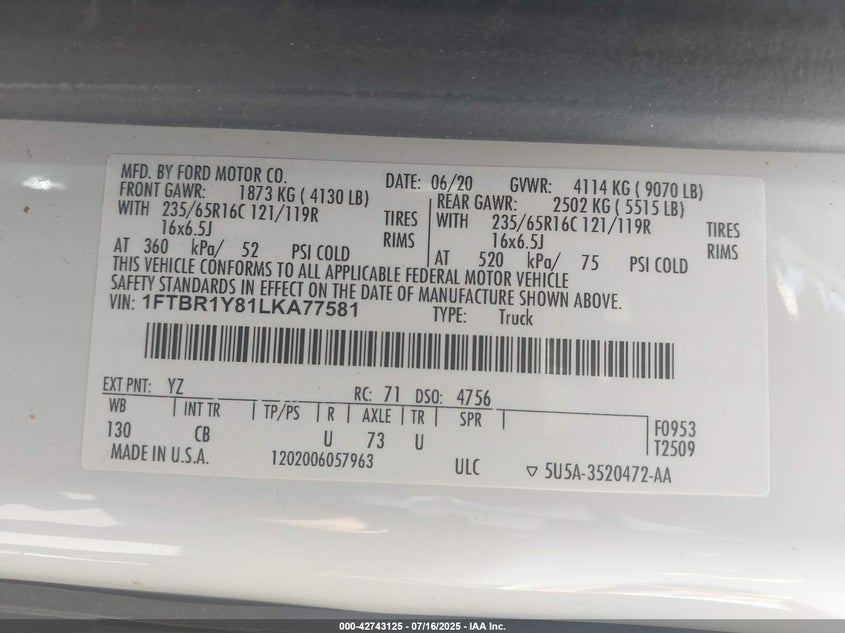 MFD. BY FORD MOTOR CO. DATE: 06/20 GVWR: 4114 KG ( 9070 LB)
FRONT GAWR: 1873 KG ( 4130 LB) REAR GAWR: 2502 KG ( 5515 LB)
WITH 235/65R16C 121/119R TIRES WITH 235/65R16C 121/119R TIRES
16x6.5J RIMS 16x6.5J RIMS
AT 360 kPa/ 52 PSI COLD AT 520 kPa/ 75 PSI COLD
THIS VEHICLE CONFORMS TO ALL APPLICABLE FEDERAL MOTOR VEHICLE
SAFETY STANDARDS IN EFFECT ON THE DATE OF MANUFACTURE SHOWN ABOVE.
VIN: 1FTBR1Y81LKA77581 TYPE: Truck
EXT PNT: YZ RC: 71 DSO: 4756
WB INT TR TP/PS R AXLE TR SPR F0953
130 CB U 73 U T2509
MADE IN U.S.A. 1202006057963 ULC ▽ 5U5A-3520472-AA
000-42743125 - 07/16/2025 - IAA Inc.